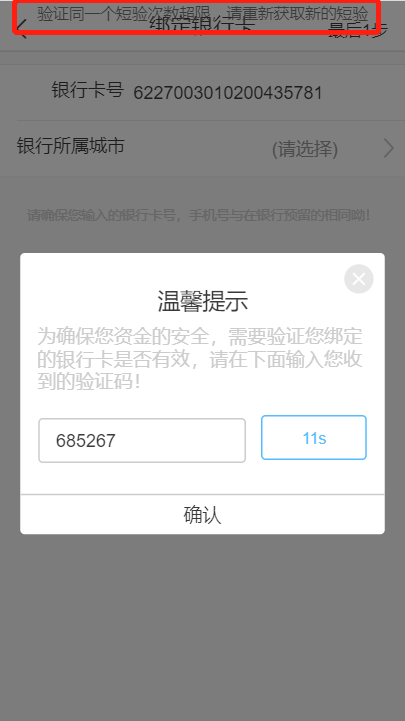 验证同一个短验次数超限，请重新获取新的短验
绑定银行卡
最后1步
银行卡号 6227003010200435781
银行所属城市 (请选择)
请确保您输入的银行卡号，手机号与在银行预留的相同呦！
温馨提示
为确保您资金的安全，需要验证您绑定
的银行卡是否有效，请在下面输入您收
到的验证码！
685267
11s
确认